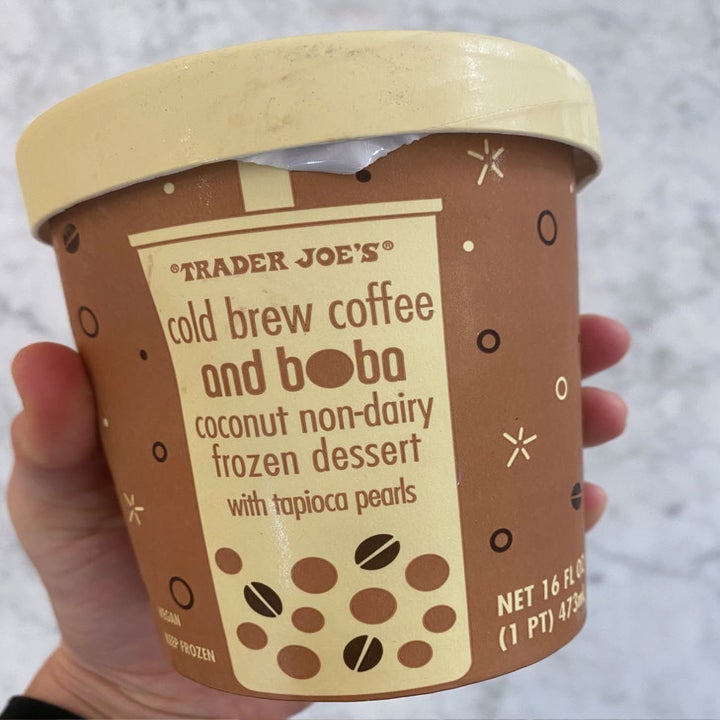 ®TRADER JOE'S®
cold brew coffee
and boba
coconut non-dairy
frozen dessert
with tapioca pearls
VEGAN
KEEP FROZEN
NET 16 FL OZ
(1 PT) 473mL